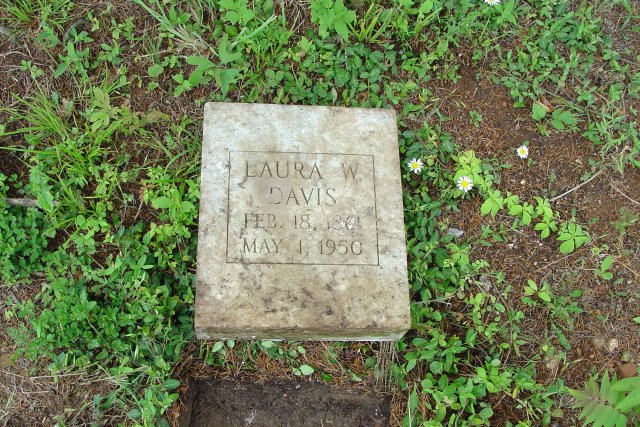 LAURA W.
DAVIS
FEB. 18, 1861
MAY 1, 1950